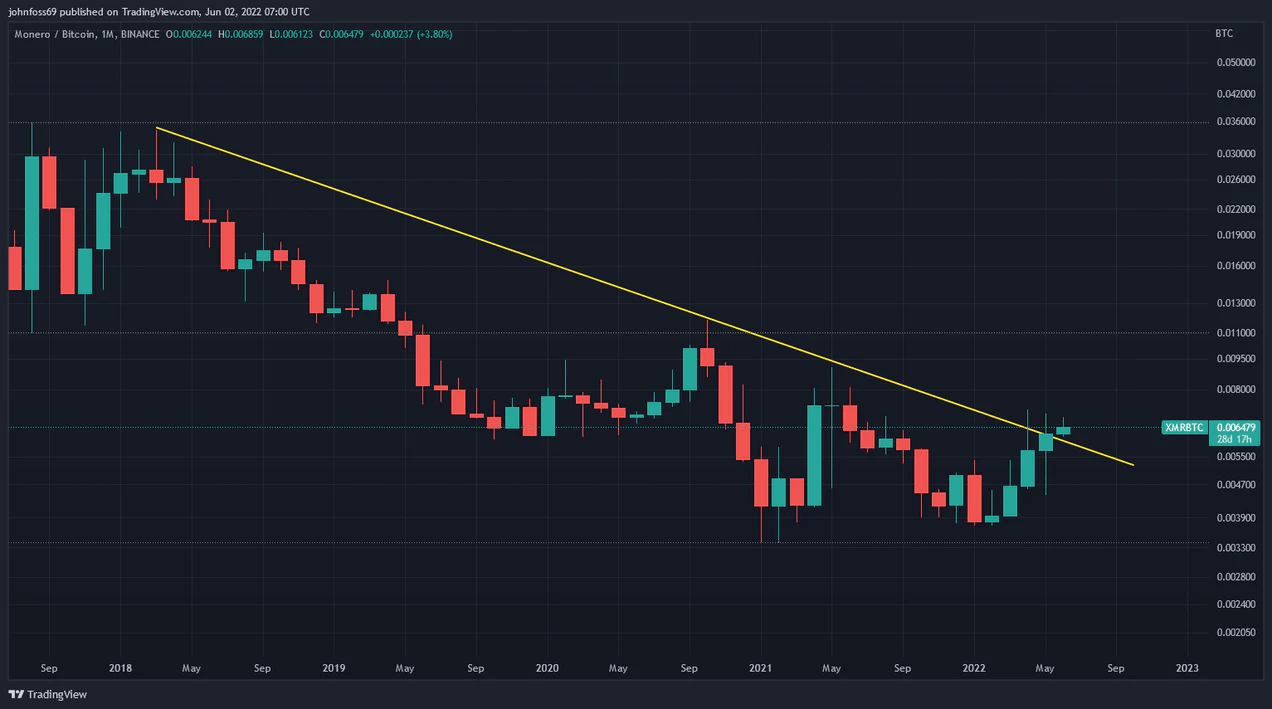 johnfoss69 published on TradingView.com, Jun 02, 2022 07:00 UTC
Monero / Bitcoin, 1M, BINANCE O0.006244 H0.006859 L0.006123 C0.006479 +0.000237 (+3.80%)
BTC
0.050000
0.042000
0.036000
0.030000
0.026000
0.022000
0.019000
0.016000
0.013000
0.011000
0.009500
0.008000
XMRBTC 0.006479
28d 17h
0.005500
0.004700
0.003900
0.003300
0.002800
0.002400
0.002050
Sep 2018 May Sep 2019 May Sep 2020 May Sep 2021 May Sep 2022 May Sep 2023
TradingView